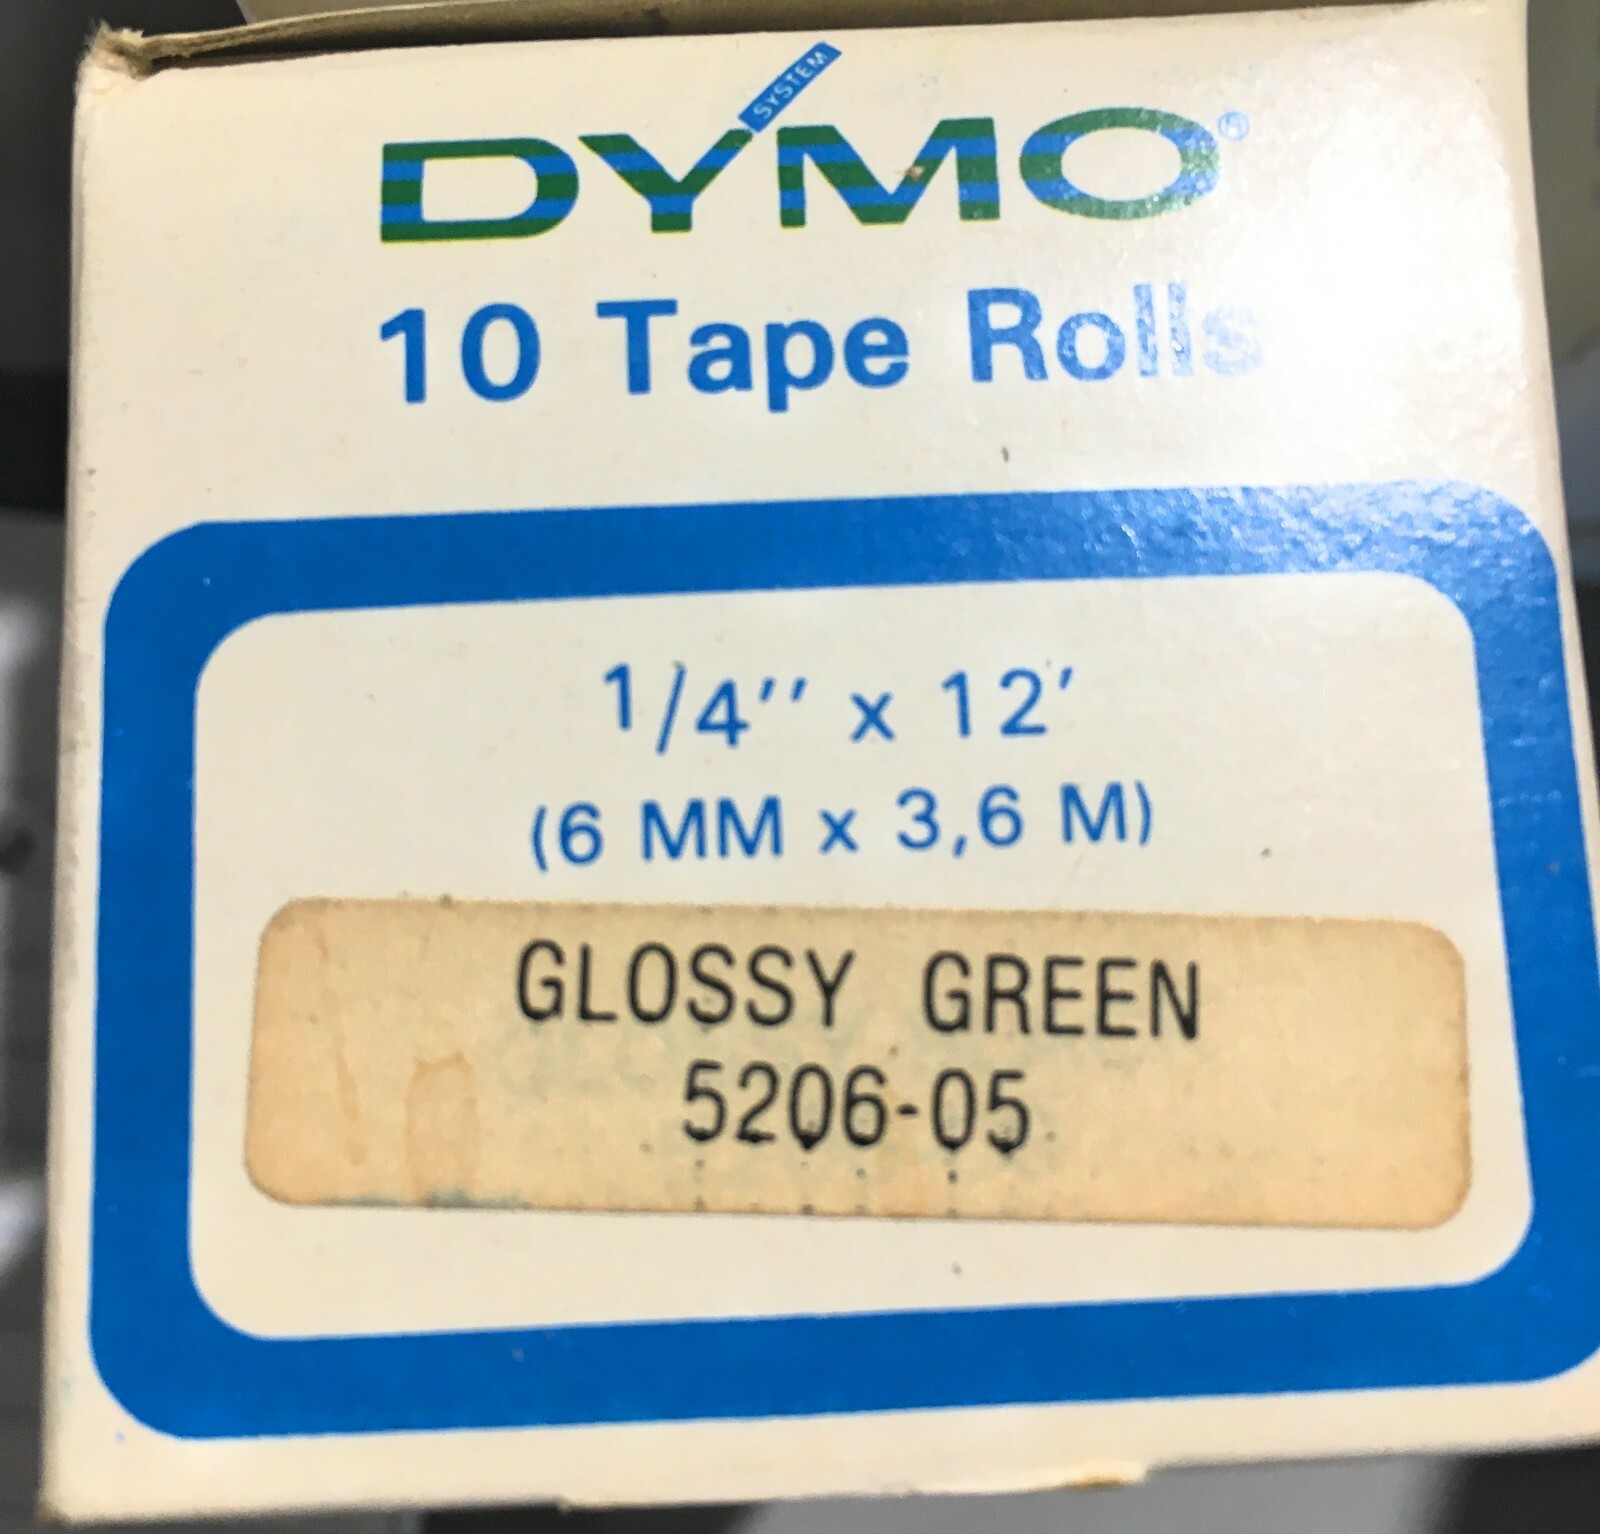 SYSTEM
DYMO®
10 Tape Rolls
1/4" x 12'
(6 MM x 3,6 M)
GLOSSY GREEN
5206-05